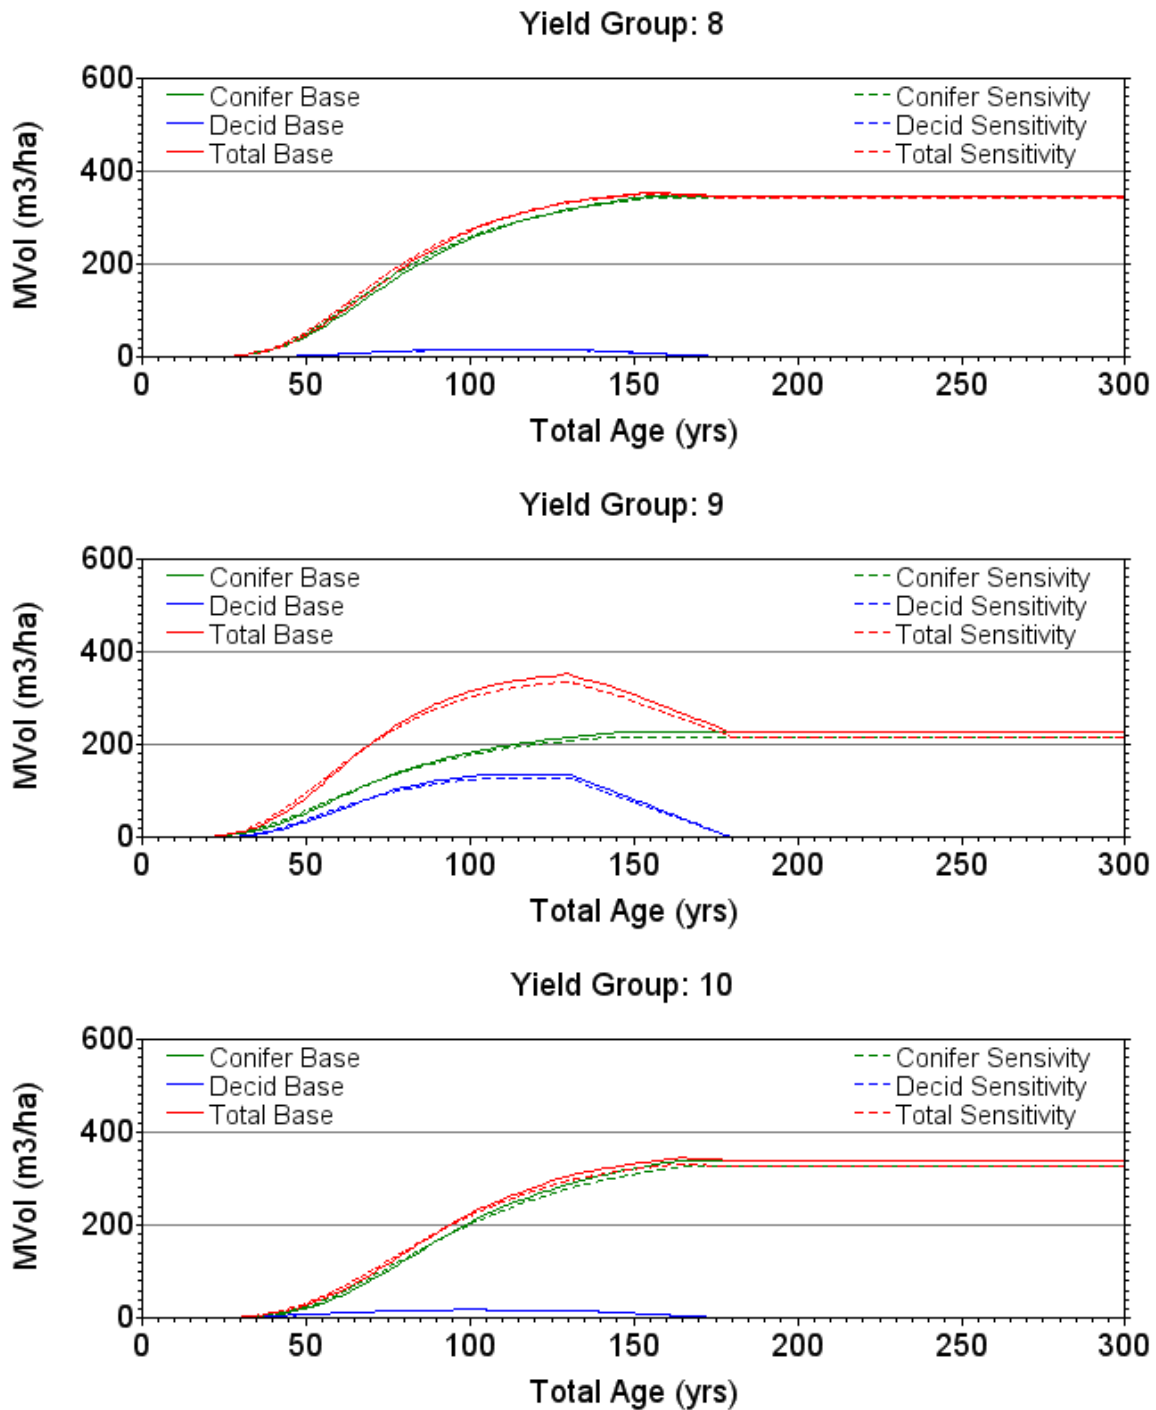 Yield Group: 8
MVol (m3/ha)
600
400
200
0
Conifer Base
Decid Base
Total Base
Conifer Sensivity
Decid Sensitivity
Total Sensitivity
0 50 100 150 200 250 300
Total Age (yrs)
Yield Group: 9
MVol (m3/ha)
600
400
200
0
Conifer Base
Decid Base
Total Base
Conifer Sensivity
Decid Sensitivity
Total Sensitivity
0 50 100 150 200 250 300
Total Age (yrs)
Yield Group: 10
MVol (m3/ha)
600
400
200
0
Conifer Base
Decid Base
Total Base
Conifer Sensivity
Decid Sensitivity
Total Sensitivity
0 50 100 150 200 250 300
Total Age (yrs)